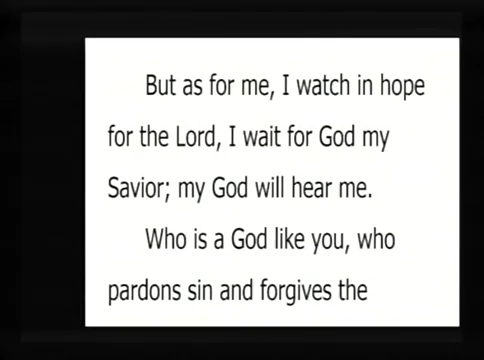 But as for me, I watch in hope
for the Lord, I wait for God my
Savior; my God will hear me.
Who is a God like you, who
pardons sin and forgives the